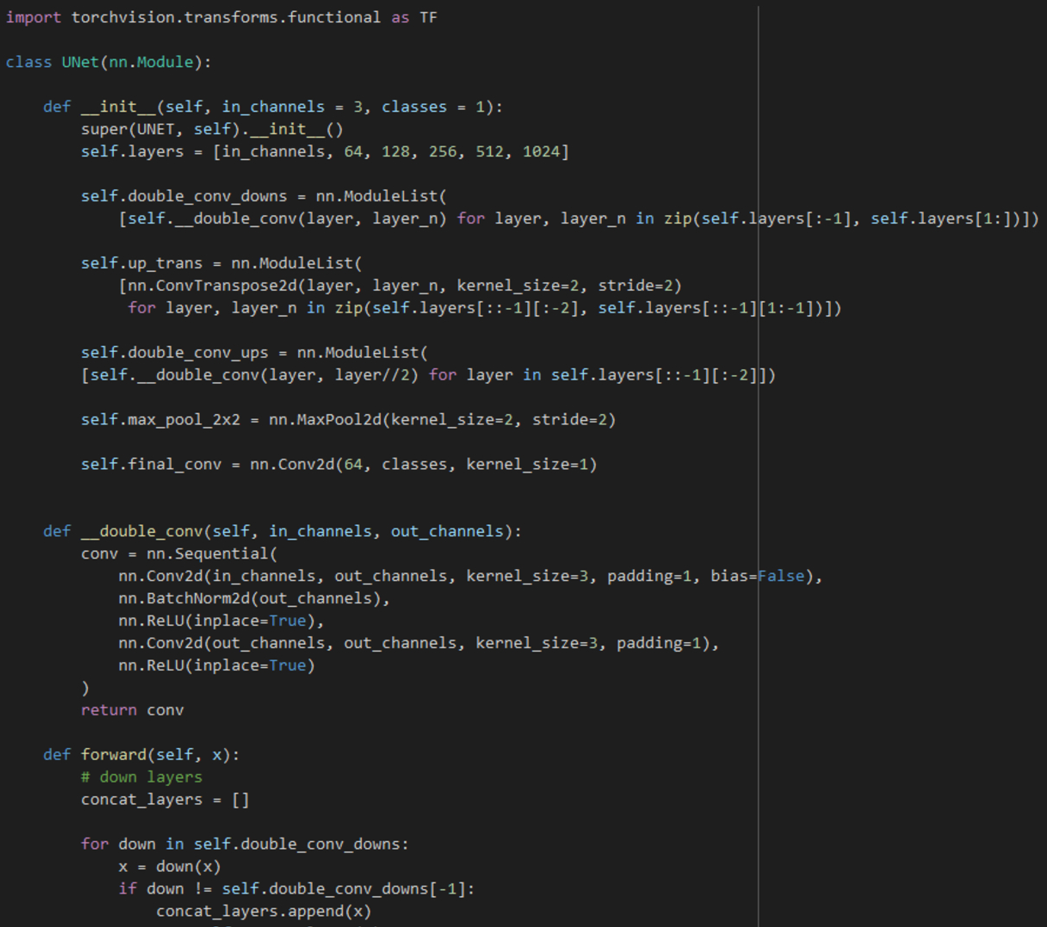 import torchvision.transforms.functional as TF
class UNet(nn.Module):
    def __init__(self, in_channels = 3, classes = 1):
        super(UNET, self).__init__()
        self.layers = [in_channels, 64, 128, 256, 512, 1024]
        self.double_conv_downs = nn.ModuleList(
            [self.__double_conv(layer, layer_n) for layer, layer_n in zip(self.layers[:-1], self.layers[1:])])
        self.up_trans = nn.ModuleList(
            [nn.ConvTranspose2d(layer, layer_n, kernel_size=2, stride=2)
             for layer, layer_n in zip(self.layers[::-1][:-2], self.layers[::-1][1:-1])])
        self.double_conv_ups = nn.ModuleList(
        [self.__double_conv(layer, layer//2) for layer in self.layers[::-1][:-2]])
        self.max_pool_2x2 = nn.MaxPool2d(kernel_size=2, stride=2)
        self.final_conv = nn.Conv2d(64, classes, kernel_size=1)
    def __double_conv(self, in_channels, out_channels):
        conv = nn.Sequential(
            nn.Conv2d(in_channels, out_channels, kernel_size=3, padding=1, bias=False),
            nn.BatchNorm2d(out_channels),
            nn.ReLU(inplace=True),
            nn.Conv2d(out_channels, out_channels, kernel_size=3, padding=1),
            nn.ReLU(inplace=True)
        )
        return conv
    def forward(self, x):
        # down layers
        concat_layers = []
        for down in self.double_conv_downs:
            x = down(x)
            if down != self.double_conv_downs[-1]:
                concat_layers.append(x)